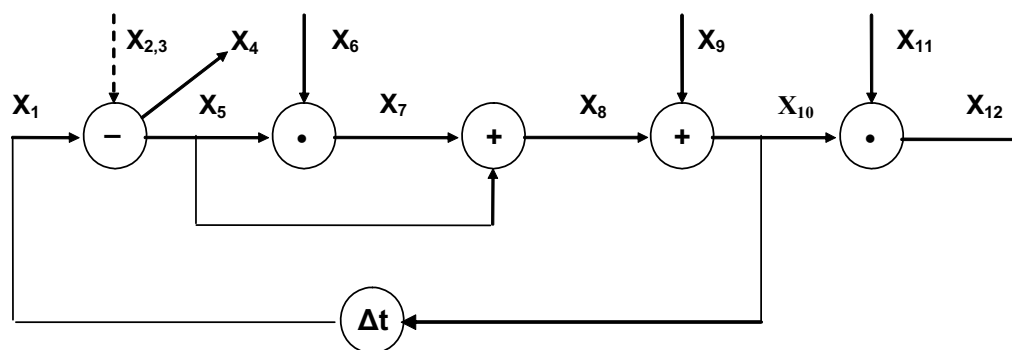 X2,3
X4
X6
X9
X11
X1
X5
X7
X8
X10
X12
−
•
+
+
•
Δt